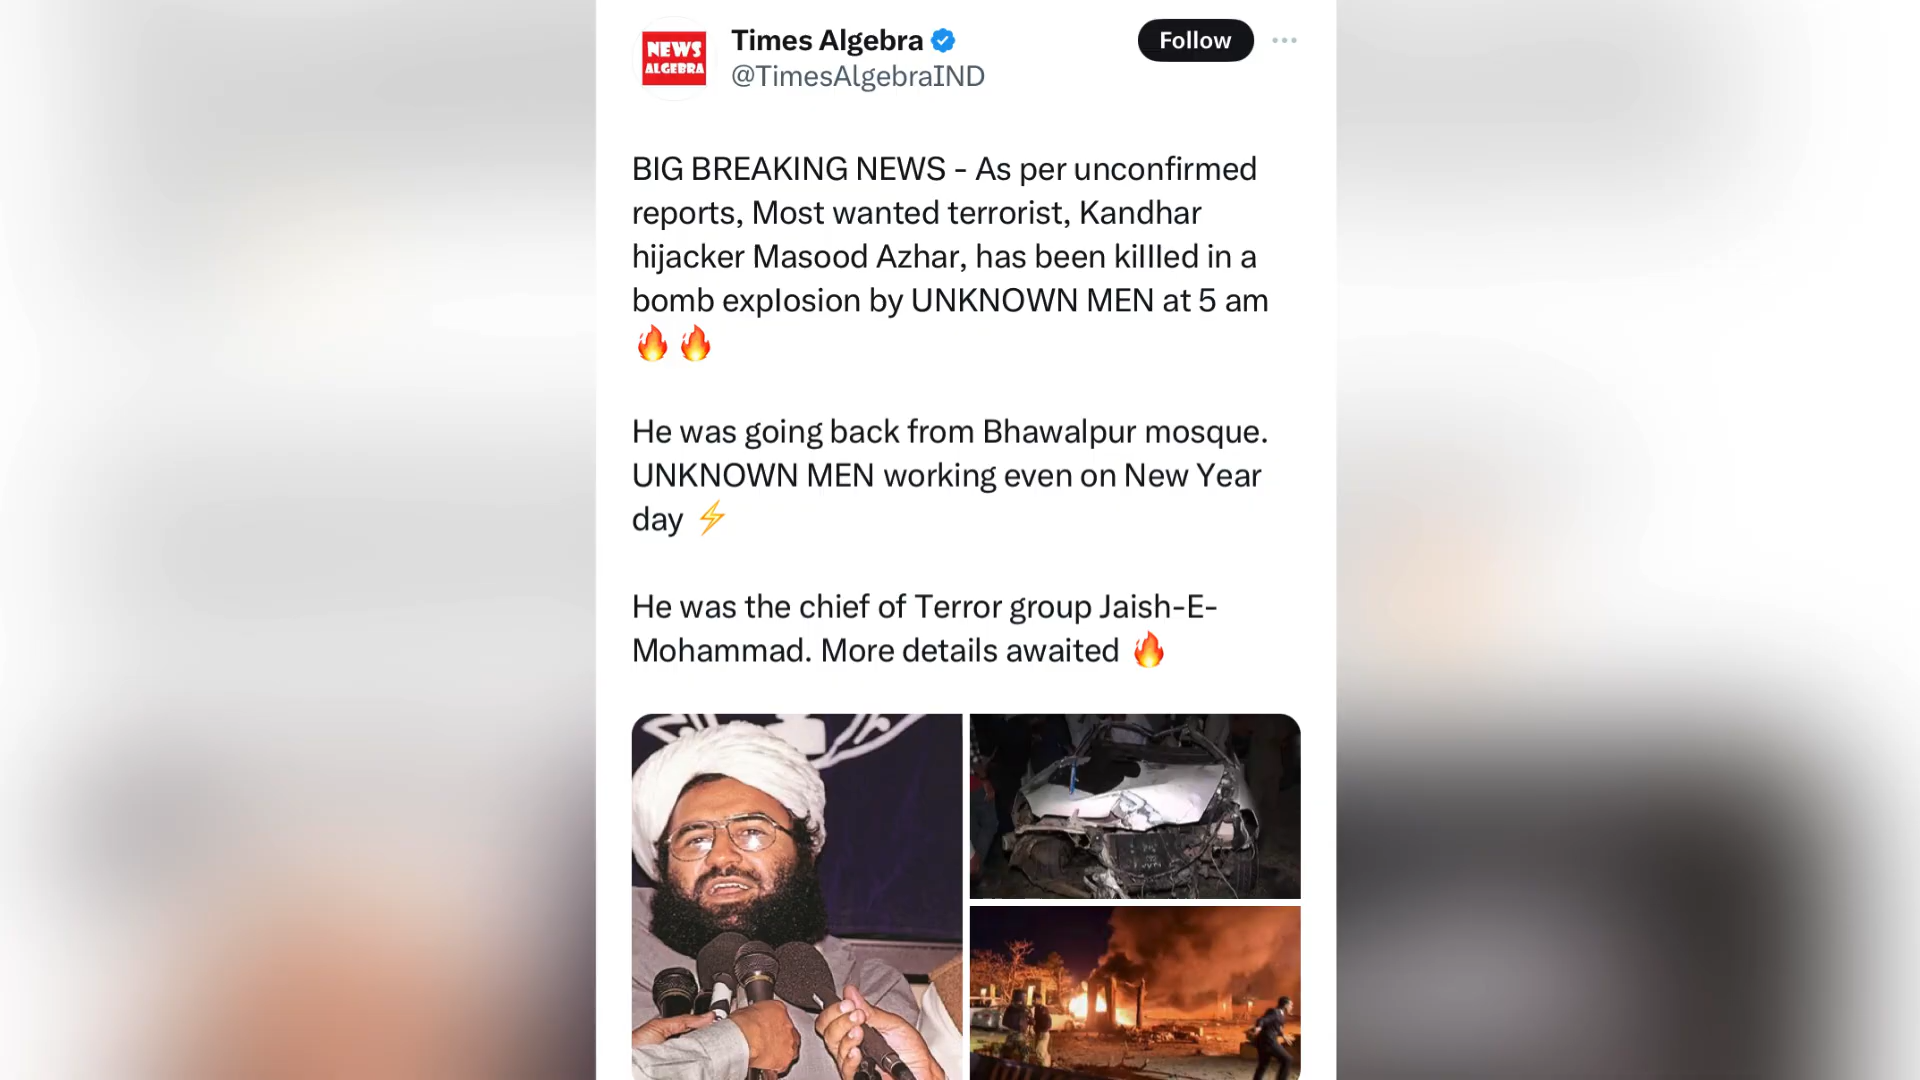 NEWS
ALGEBRA
Times Algebra
Follow
@TimesAlgebraIND
BIG BREAKING NEWS - As per unconfirmed
reports, Most wanted terrorist, Kandhar
hijacker Masood Azhar, has been killled in a
bomb explosion by UNKNOWN MEN at 5 am
🔥🔥
He was going back from Bhawalpur mosque.
UNKNOWN MEN working even on New Year
day ⚡
He was the chief of Terror group Jaish-E-
Mohammad. More details awaited 🔥